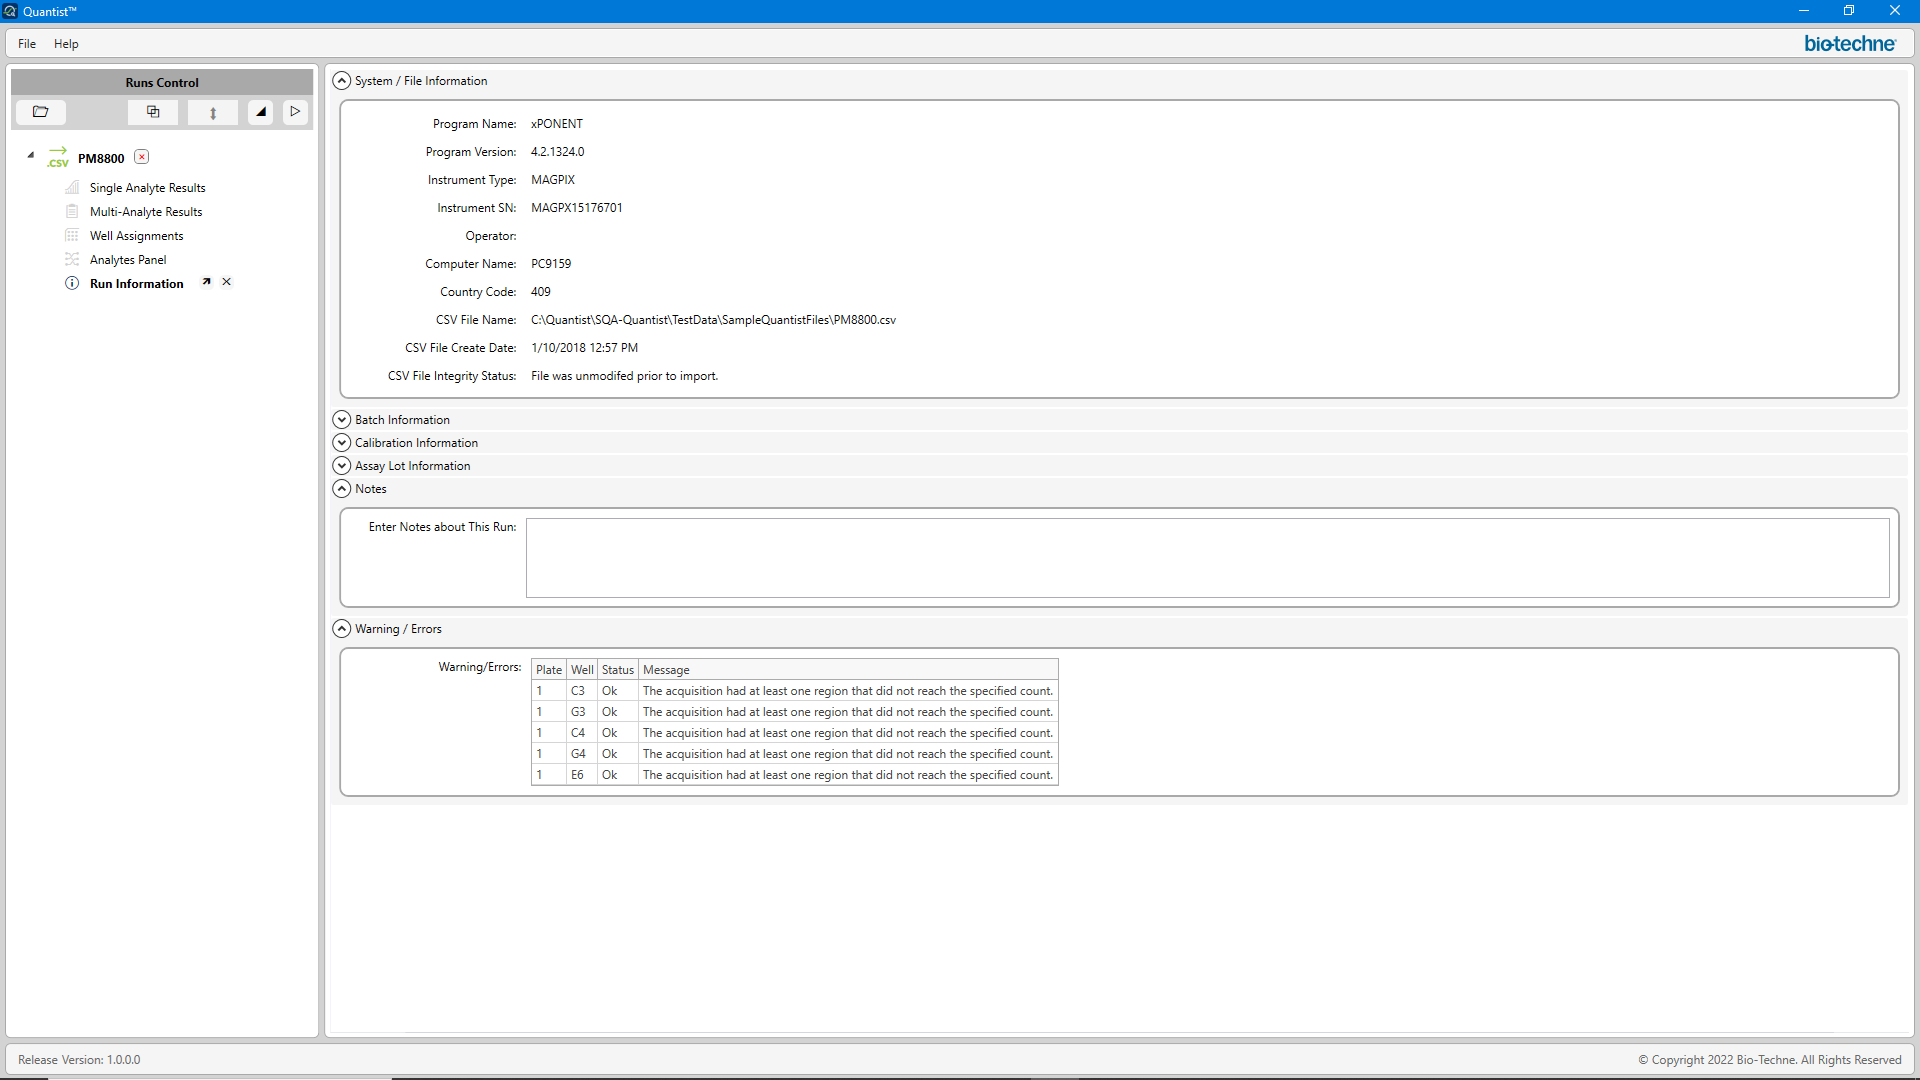 Quantist™
File Help
bio-techne
Runs Control
.CSV PM8800
Single Analyte Results
Multi-Analyte Results
Well Assignments
Analytes Panel
Run Information
System / File Information
Program Name: xPONENT
Program Version: 4.2.1324.0
Instrument Type: MAGPIX
Instrument SN: MAGPX15176701
Operator:
Computer Name: PC9159
Country Code: 409
CSV File Name: C:\Quantist\SQA-Quantist\TestData\SampleQuantistFiles\PM8800.csv
CSV File Create Date: 1/10/2018 12:57 PM
CSV File Integrity Status: File was unmodifed prior to import.
Batch Information
Calibration Information
Assay Lot Information
Notes
Enter Notes about This Run:
Warning / Errors
Warning/Errors:
Plate Well Status Message
1 C3 Ok The acquisition had at least one region that did not reach the specified count.
1 G3 Ok The acquisition had at least one region that did not reach the specified count.
1 C4 Ok The acquisition had at least one region that did not reach the specified count.
1 G4 Ok The acquisition had at least one region that did not reach the specified count.
1 E6 Ok The acquisition had at least one region that did not reach the specified count.
Release Version: 1.0.0.0
© Copyright 2022 Bio-Techne. All Rights Reserved